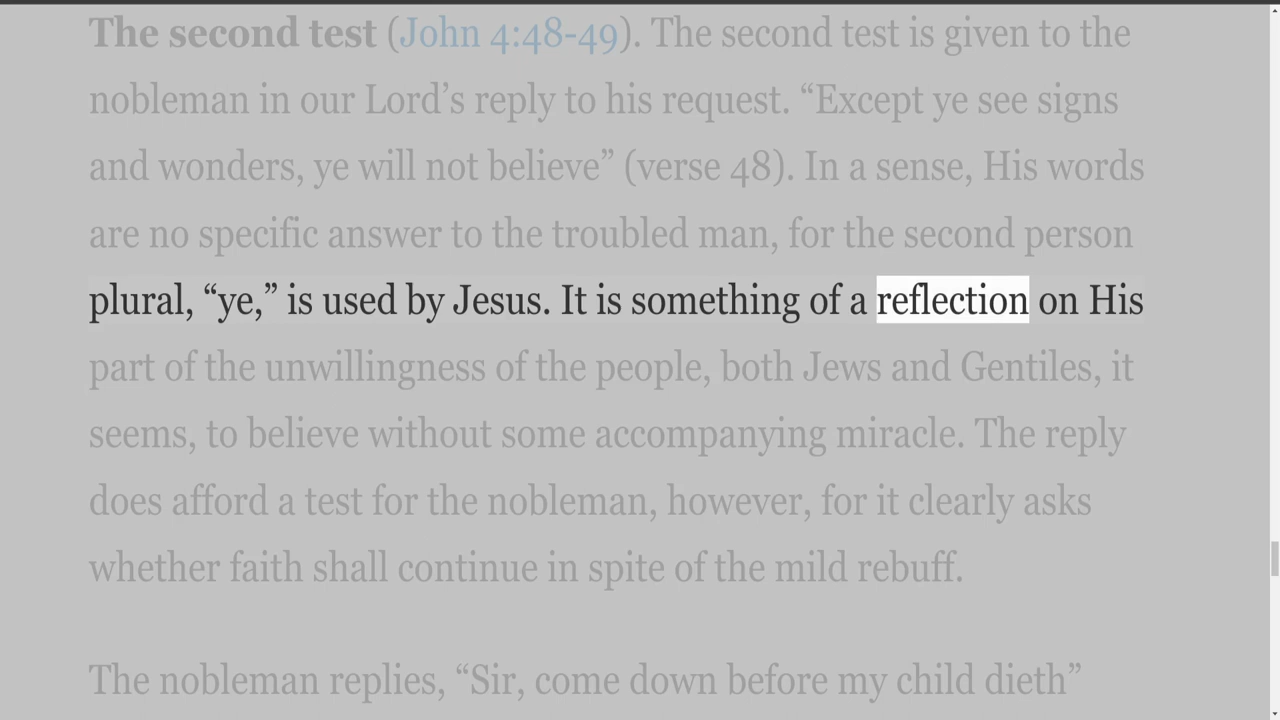 The second test (John 4:48-49). The second test is given to the
nobleman in our Lord’s reply to his request. “Except ye see signs
and wonders, ye will not believe” (verse 48). In a sense, His words
are no specific answer to the troubled man, for the second person
plural, “ye,” is used by Jesus. It is something of a reflection on His
part of the unwillingness of the people, both Jews and Gentiles, it
seems, to believe without some accompanying miracle. The reply
does afford a test for the nobleman, however, for it clearly asks
whether faith shall continue in spite of the mild rebuff.
The nobleman replies, “Sir, come down before my child dieth”